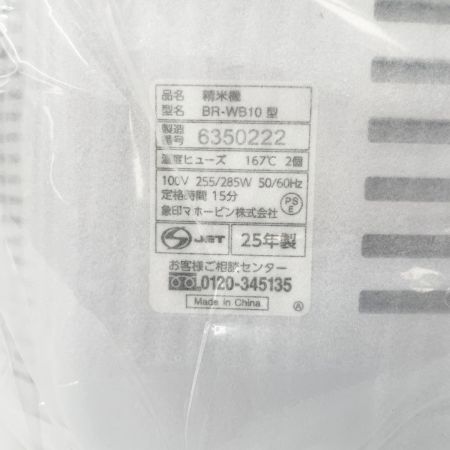 品名 精米機
型名 BR-WB10 型
製造番号 6350222
温度ヒューズ 167℃ 2個
100V 255/285W 50/60Hz
定格時間 15分
象印マホービン株式会社
PS E
S JET 25年製
お客様ご相談センター
0120-345135
Made in China
A